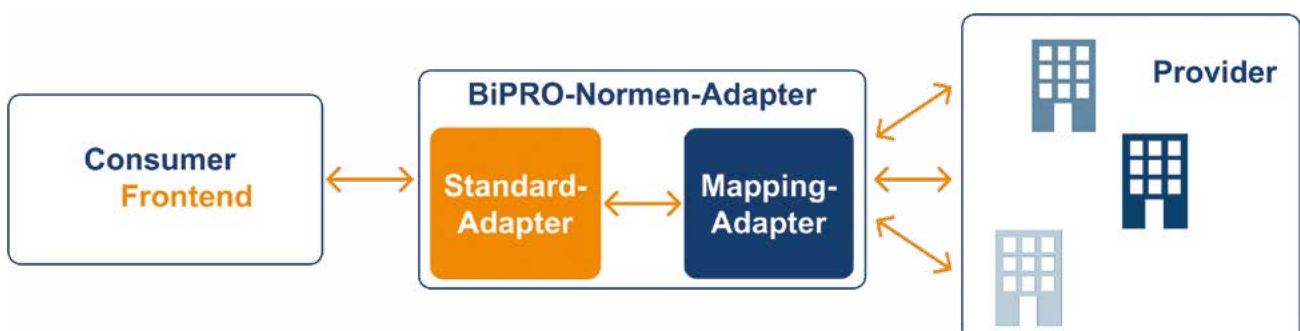 Consumer
Frontend
BiPRO-Normen-Adapter
Standard-
Adapter
Mapping-
Adapter
Provider